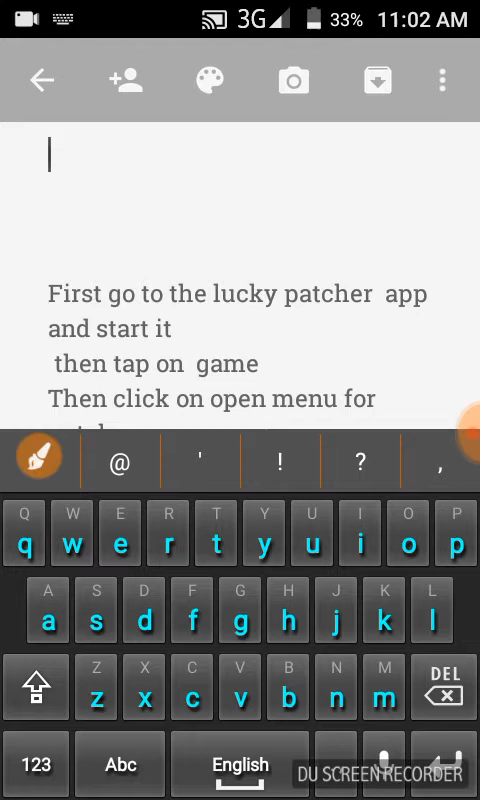 3G 33% 11:02 AM
First go to the lucky patcher app
and start it
then tap on game
Then click on open menu for
@ ' ! ? ,
Q W E R T Y U I O P
q w e r t y u i o p
A S D F G H J K L
a s d f g h j k l
Z X C V B N M DEL
z x c v b n m
123 Abc English
DU SCREEN RECORDER